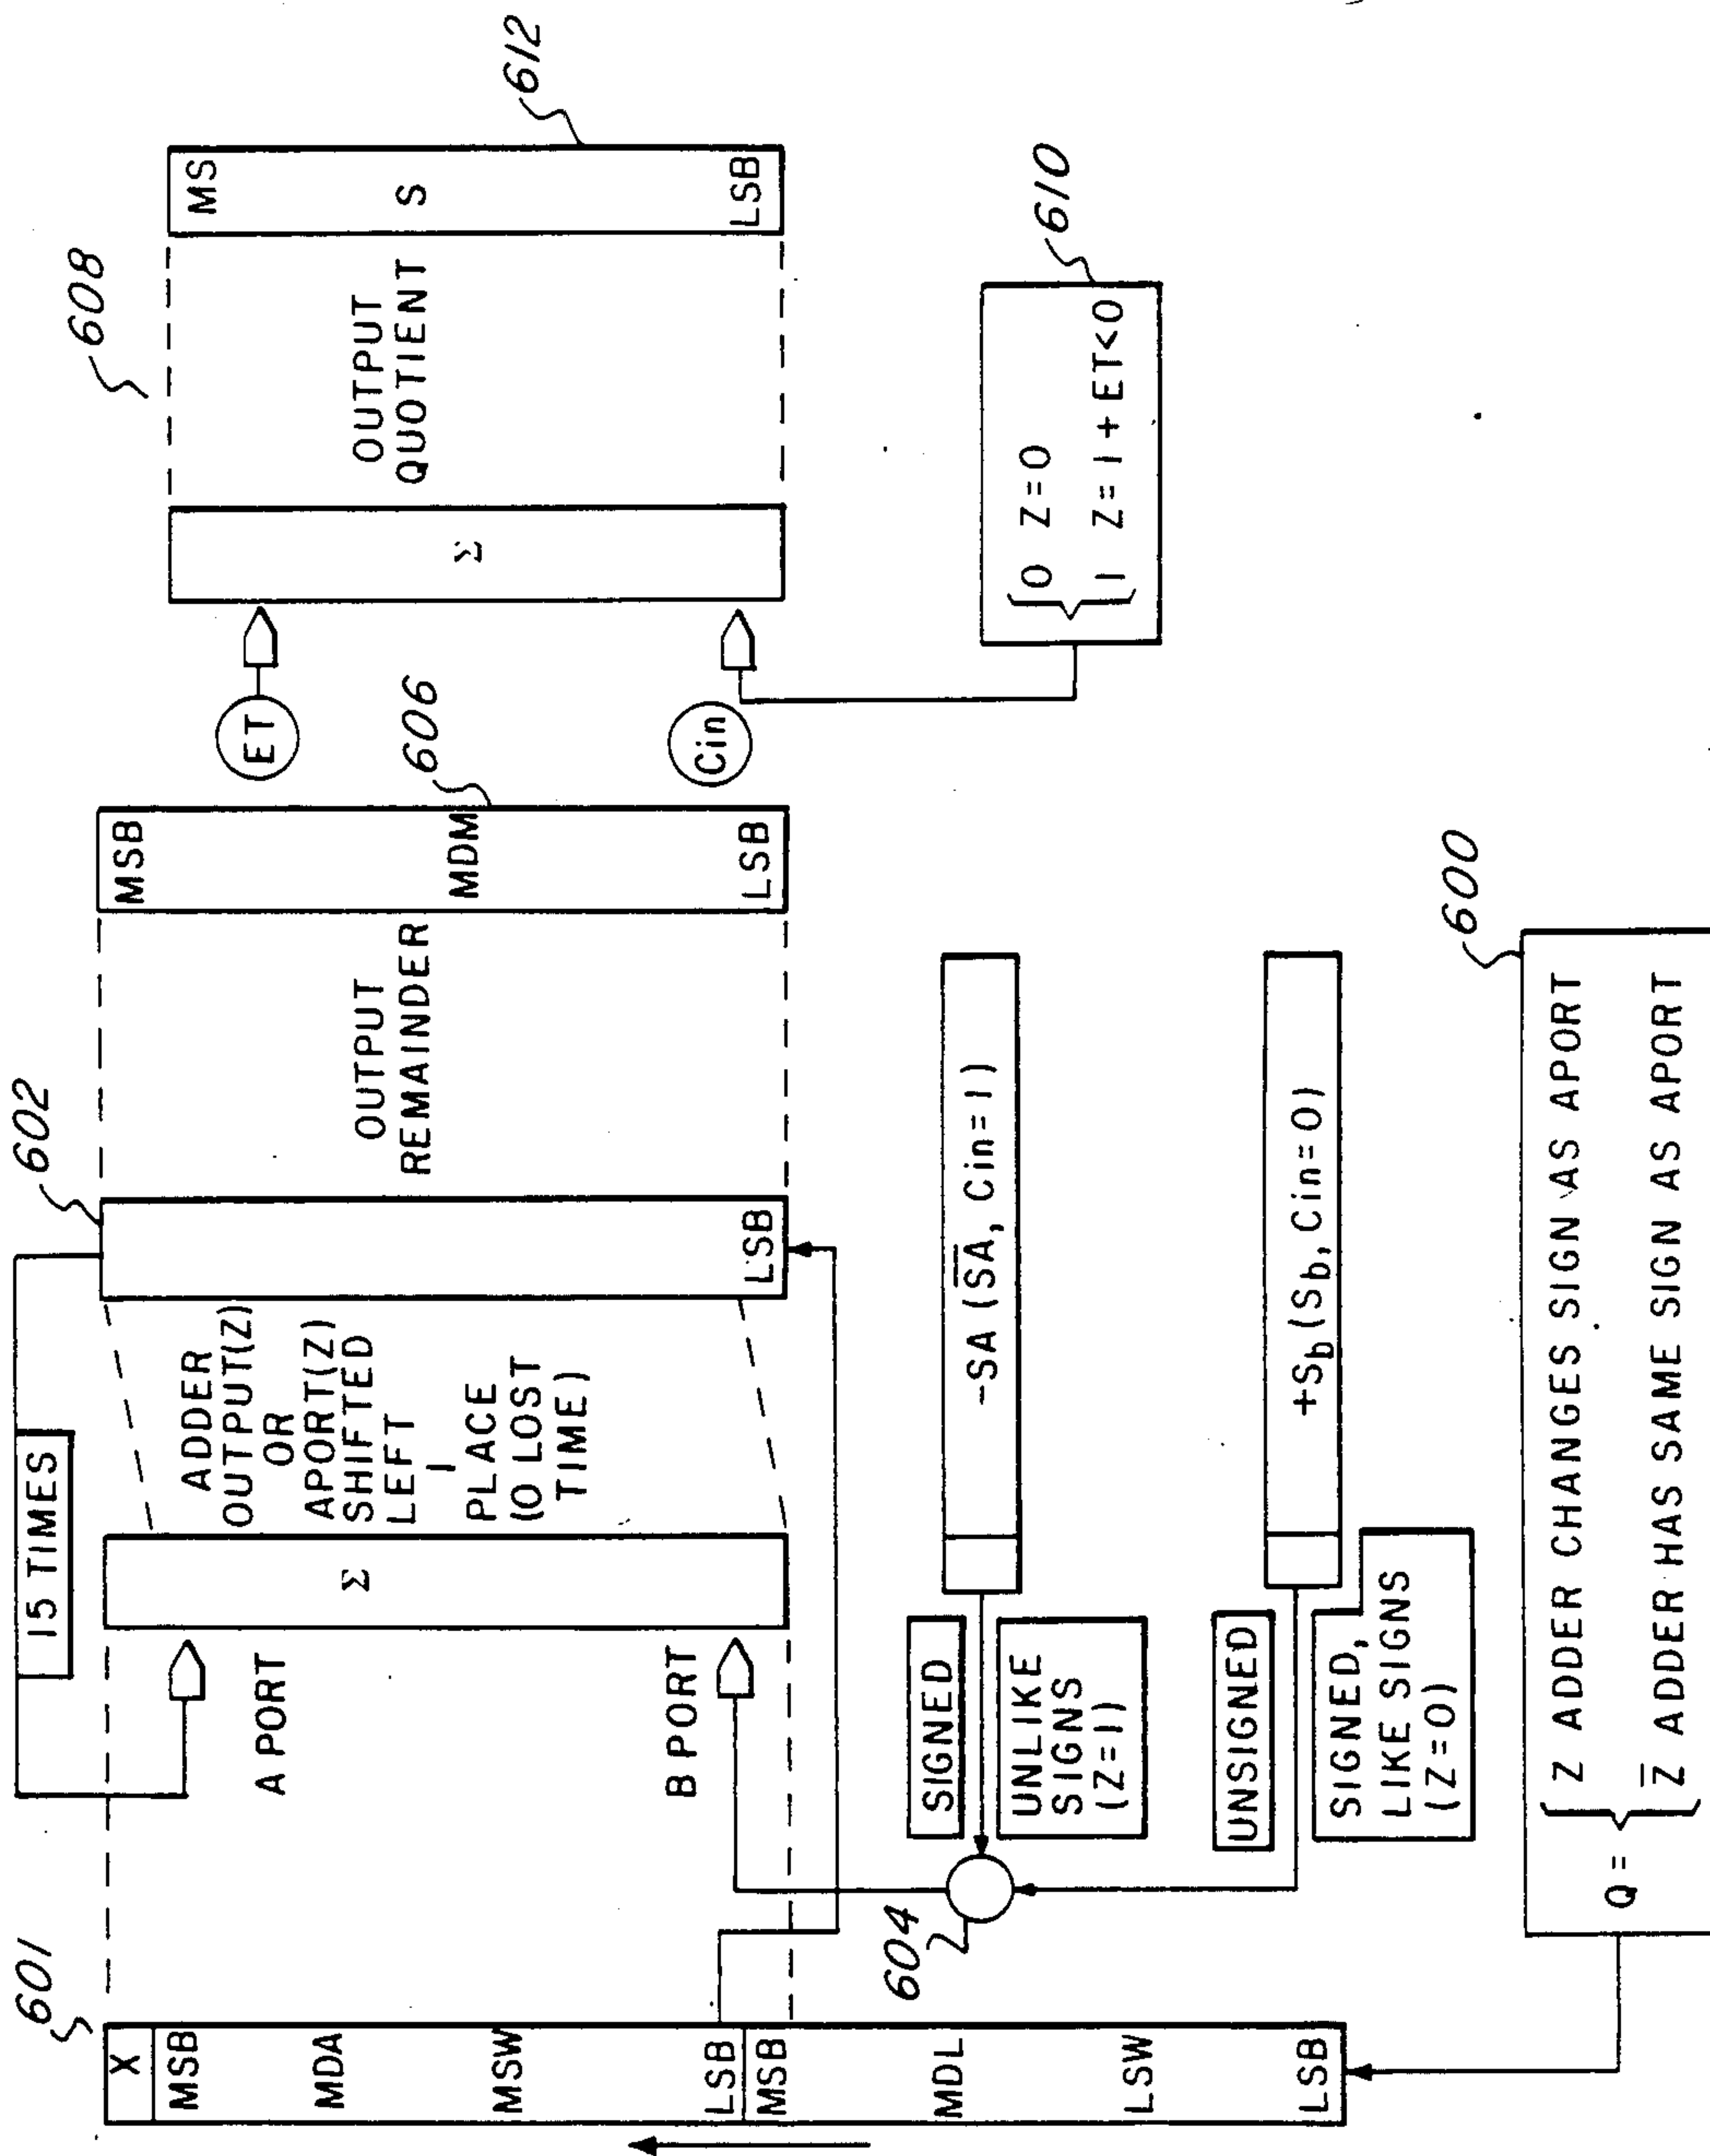 601
X
MSB
MDA
MSW
LSB
MSB
MDL
LSW
LSB
15 TIMES
A PORT
B PORT
604
Σ
ADDER
OUTPUT(Z)
OR
APORT(Z)
SHIFTED
LEFT
1
PLACE
(0 LOST
TIME)
602
LSB
OUTPUT
REMAINDER
MSB
MDM
LSB
606
SIGNED
UNLIKE
SIGNS
(Z=1)
-SA (S̅A̅, Cin=1)
UNSIGNED
SIGNED,
LIKE SIGNS
(Z=0)
+Sb (Sb, Cin=0)
ET
Cin
Σ
608
OUTPUT
QUOTIENT
MS
S
LSB
612
610
0 Z=0
1 Z=1+ET<0
600
Q =
Z ADDER CHANGES SIGN AS APORT
Z̅ ADDER HAS SAME SIGN AS APORT